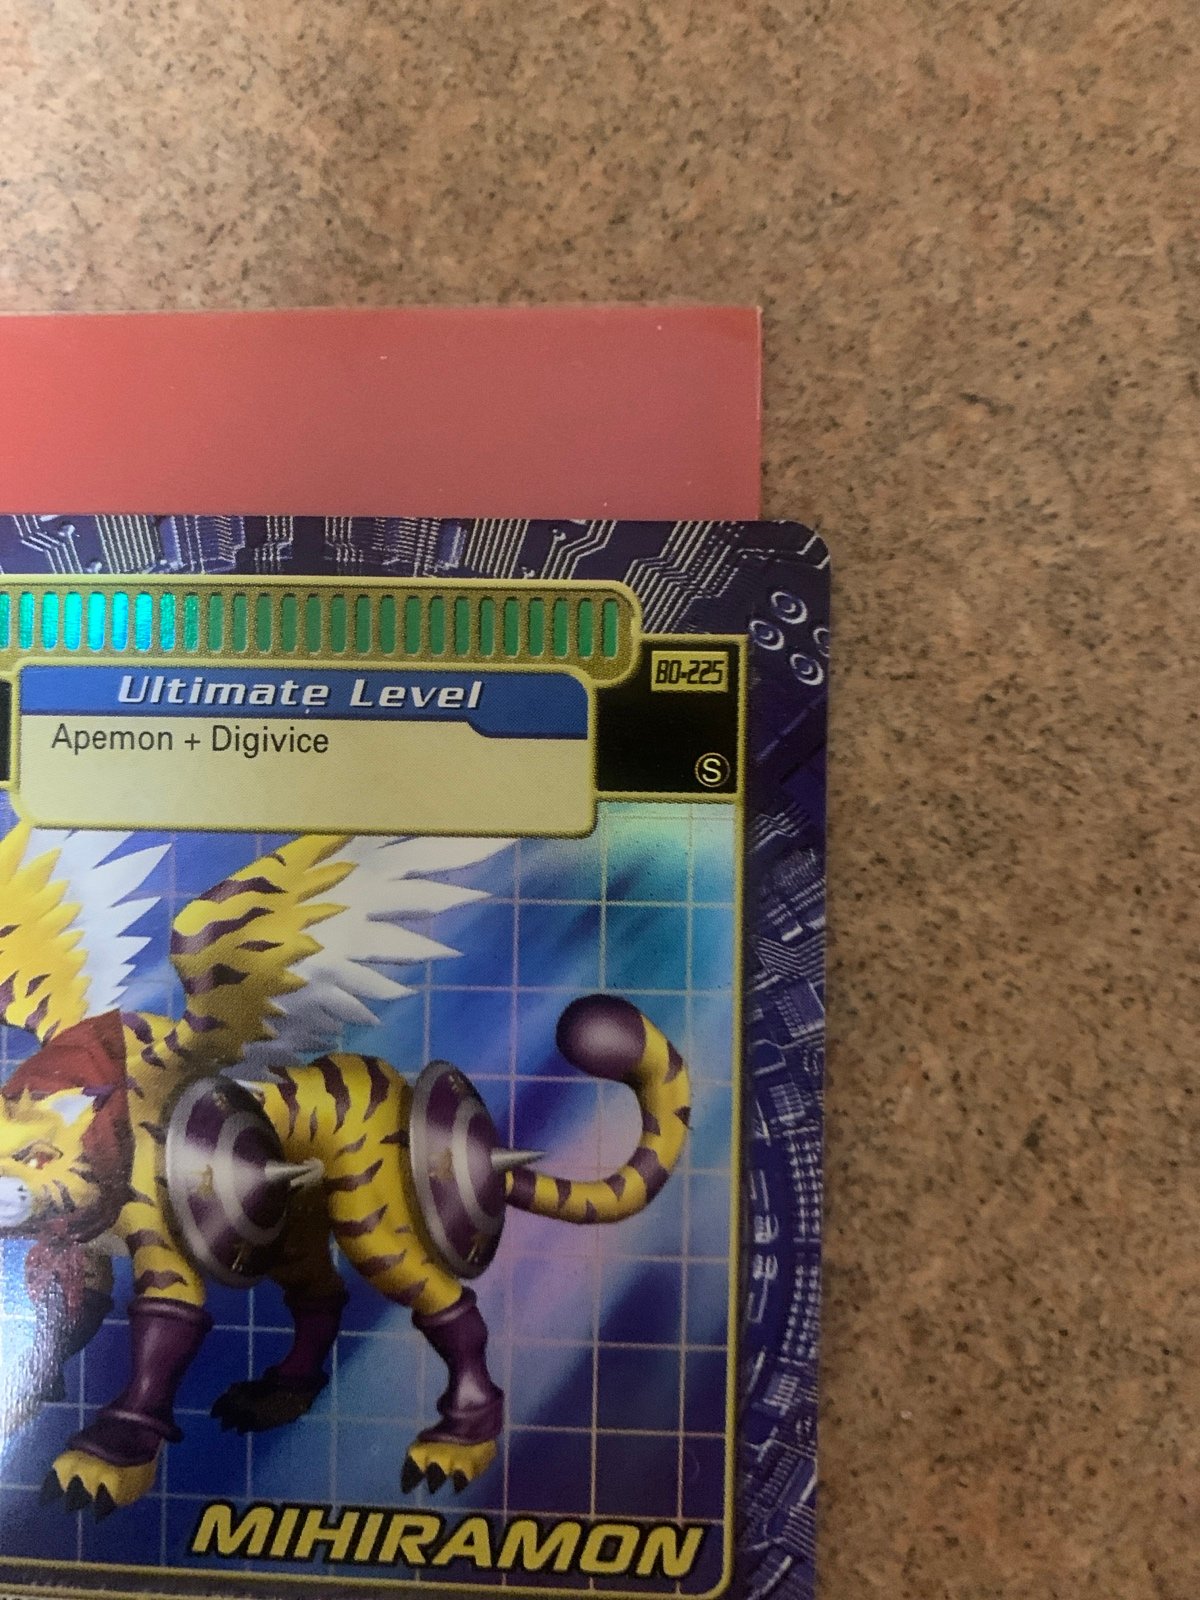 BO-225
Ultimate Level
Apemon + Digivice
S
MIHIRAMON